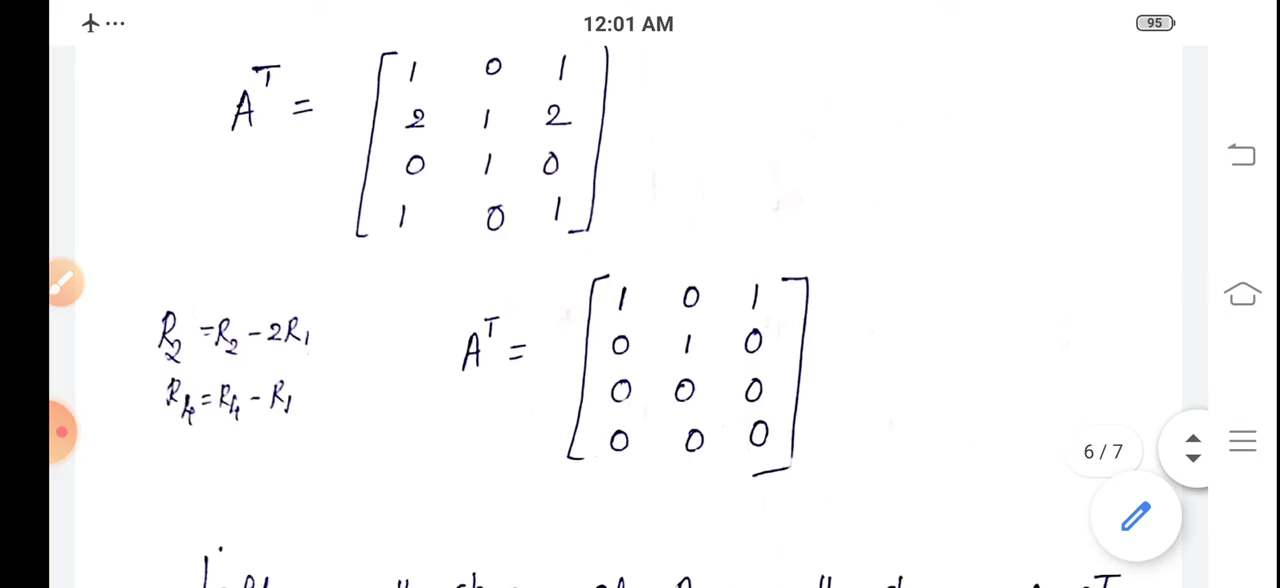 12:01 AM
95
A^T = [ 1 0 1
2 1 2
0 1 0
1 0 1 ]
R2 = R2 - 2R1
R4 = R4 - R1
A^T = [ 1 0 1
0 1 0
0 0 0
0 0 0 ]
6 / 7